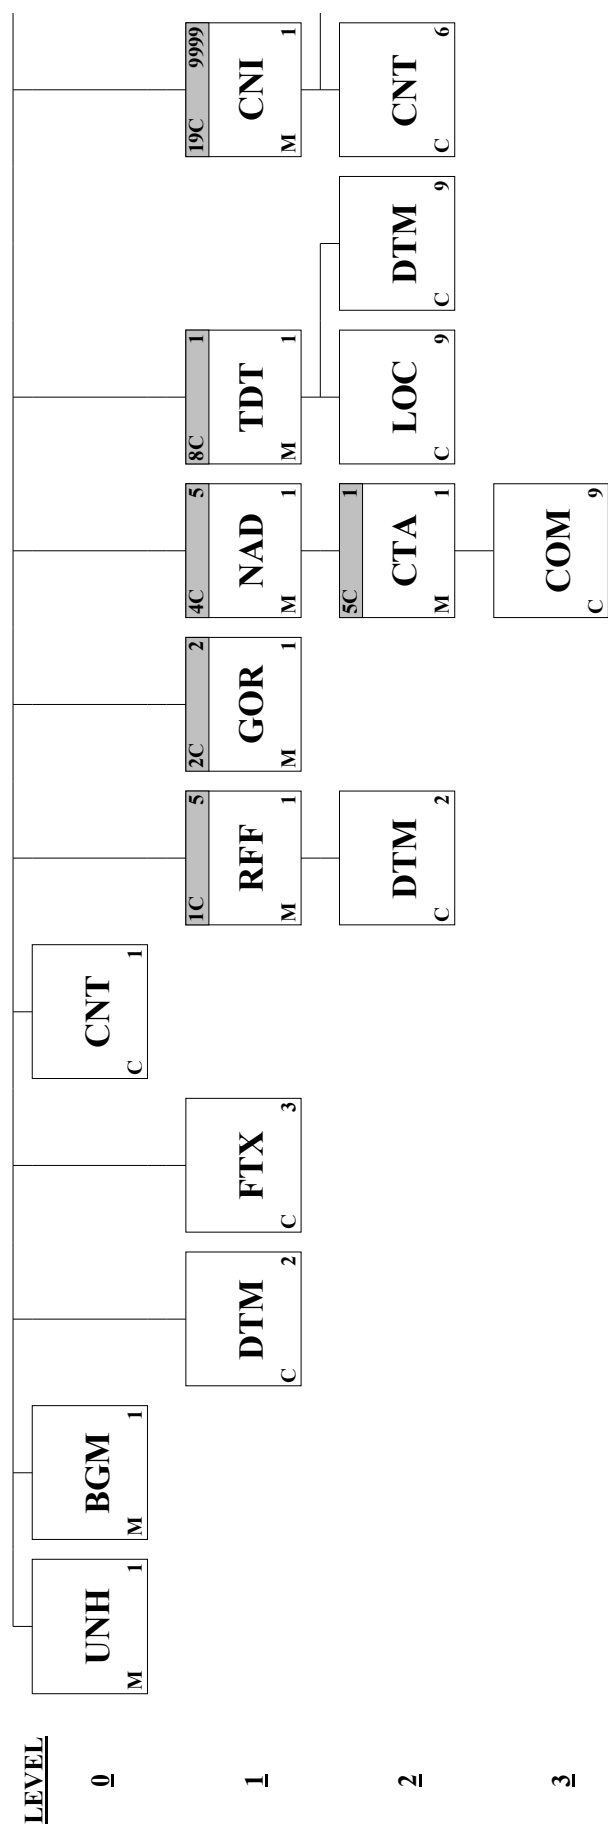 LEVEL
0 UNH BGM CNT
M 1 M 1 C 1
1C 5 2C 2 4C 5 8C 1 19C 9999
1 DTM FTX RFF GOR NAD TDT CNI
C 2 C 3 M 1 M 1 M 1 M 1 M 1
5C 1
2 DTM CTA LOC DTM CNT
C 2 M 1 C 9 C 9 C 6
3 COM
C 9